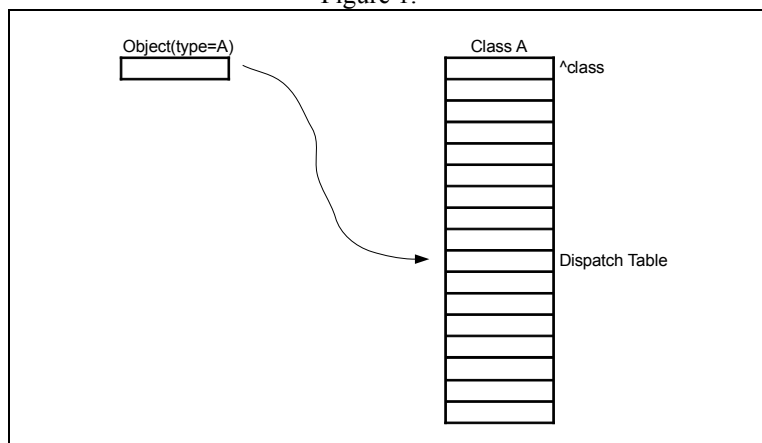 Figure 1.
Object(type=A)
Class A
^class
Dispatch Table